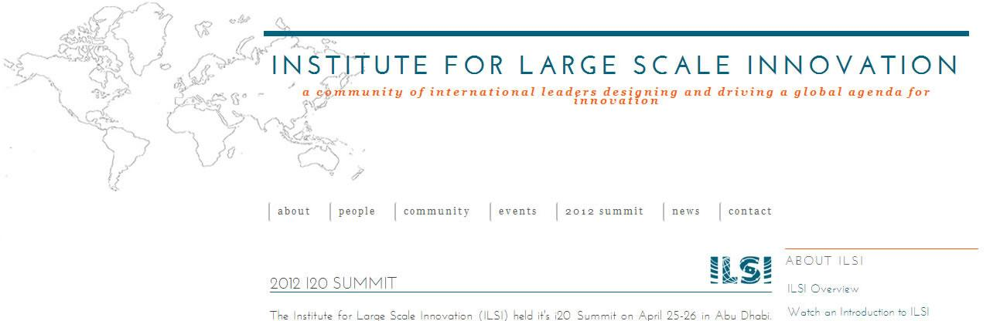 INSTITUTE FOR LARGE SCALE INNOVATION
a community of international leaders designing and driving a global agenda for
innovation
about people community events 2012 summit news contact
ILSI
2012 I20 SUMMIT
The Institute for Large Scale Innovation (ILSI) held it's i20 Summit on April 25-26 in Abu Dhabi.
ABOUT ILSI
ILSI Overview
Watch an Introduction to ILSI